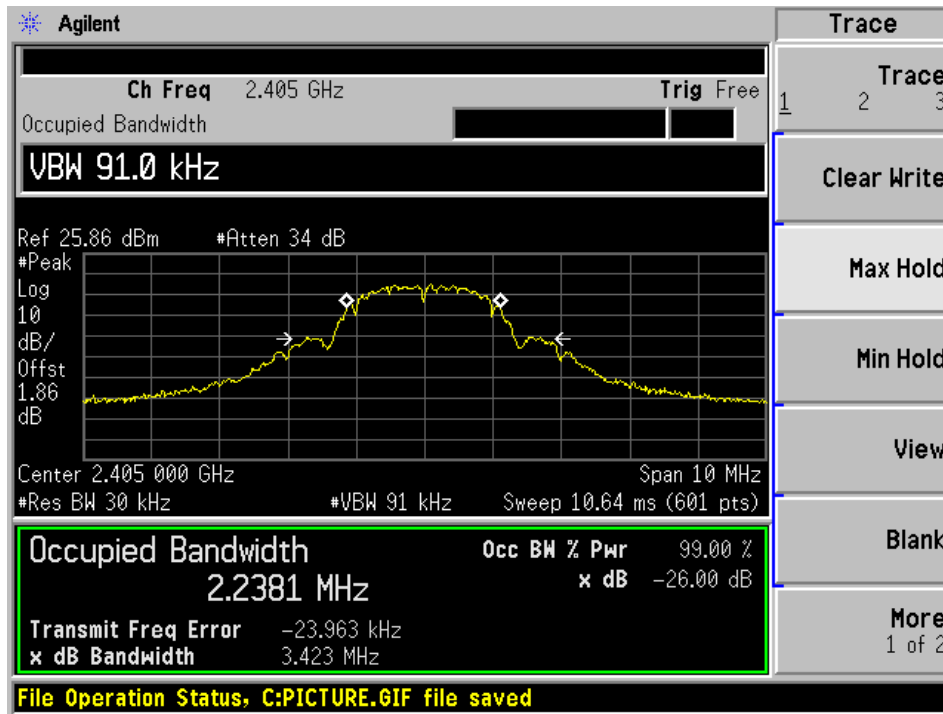 Agilent
Trace
Ch Freq 2.405 GHz Trig Free
Occupied Bandwidth
VBW 91.0 kHz
Ref 25.86 dBm #Atten 34 dB
#Peak
Log
10
dB/
Offst
1.86
dB
Center 2.405 000 GHz Span 10 MHz
#Res BW 30 kHz #VBW 91 kHz Sweep 10.64 ms (601 pts)
Occupied Bandwidth
2.2381 MHz
Occ BW % Pwr 99.00 %
x dB -26.00 dB
Transmit Freq Error -23.963 kHz
x dB Bandwidth 3.423 MHz
File Operation Status, C:PICTURE.GIF file saved
Trace
1 2 3
Clear Write
Max Hold
Min Hold
View
Blank
More
1 of 2